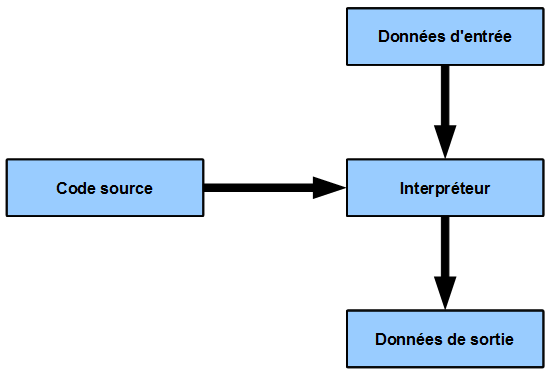 Données d'entrée
Code source
Interpréteur
Données de sortie